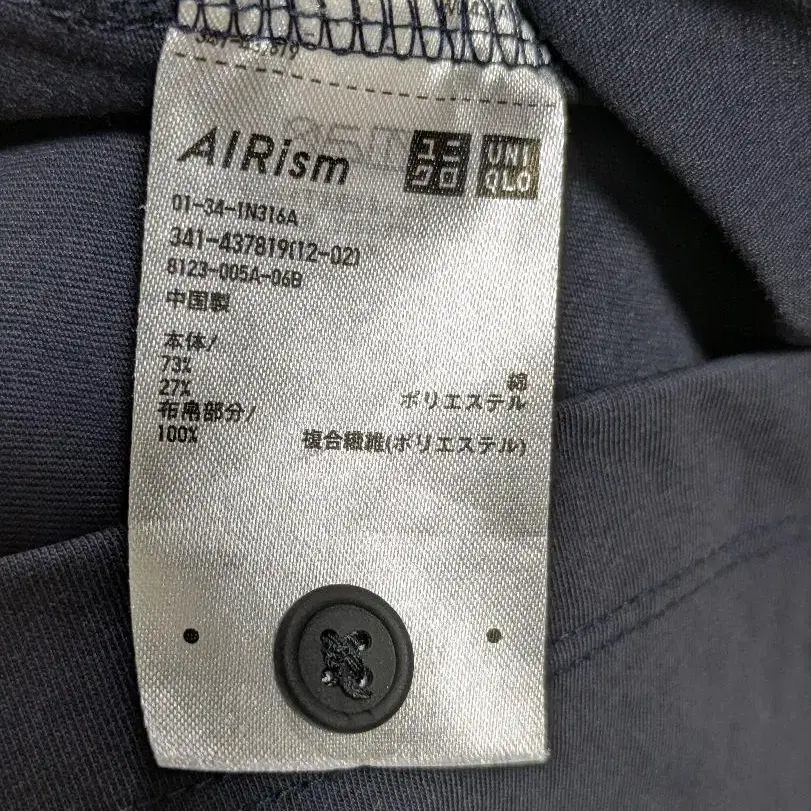 AIRism ユニクロ UNIQLO
01-34-1N316A
341-437819(12-02)
8123-005A-06B
中国製
本体/
73% 綿
27% ポリエステル
布帛部分/
100% 複合繊維(ポリエステル)